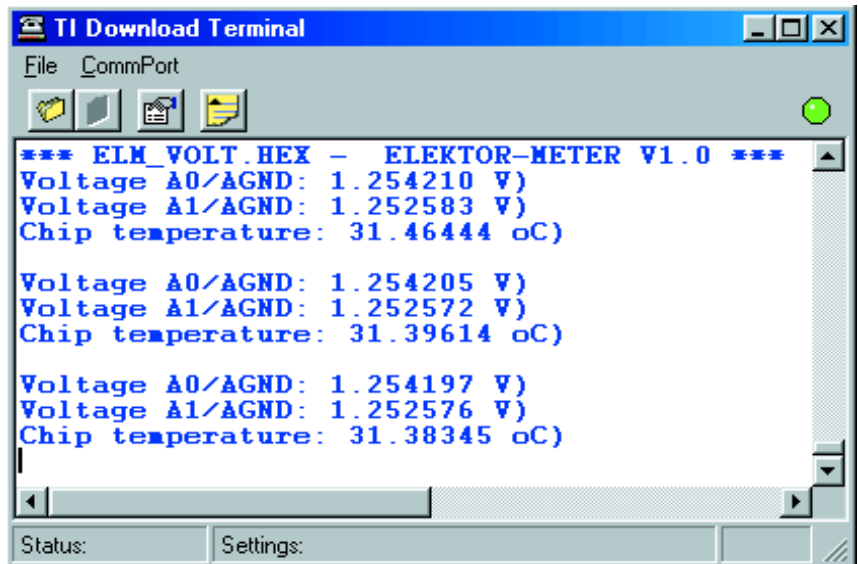 TI Download Terminal
File CommPort
*** ELM_VOLT.HEX - ELEKTOR-METER V1.0 ***
Voltage A0/AGND: 1.254210 V)
Voltage A1/AGND: 1.252583 V)
Chip temperature: 31.46444 oC)
Voltage A0/AGND: 1.254205 V)
Voltage A1/AGND: 1.252572 V)
Chip temperature: 31.39614 oC)
Voltage A0/AGND: 1.254197 V)
Voltage A1/AGND: 1.252576 V)
Chip temperature: 31.38345 oC)
Status: Settings: